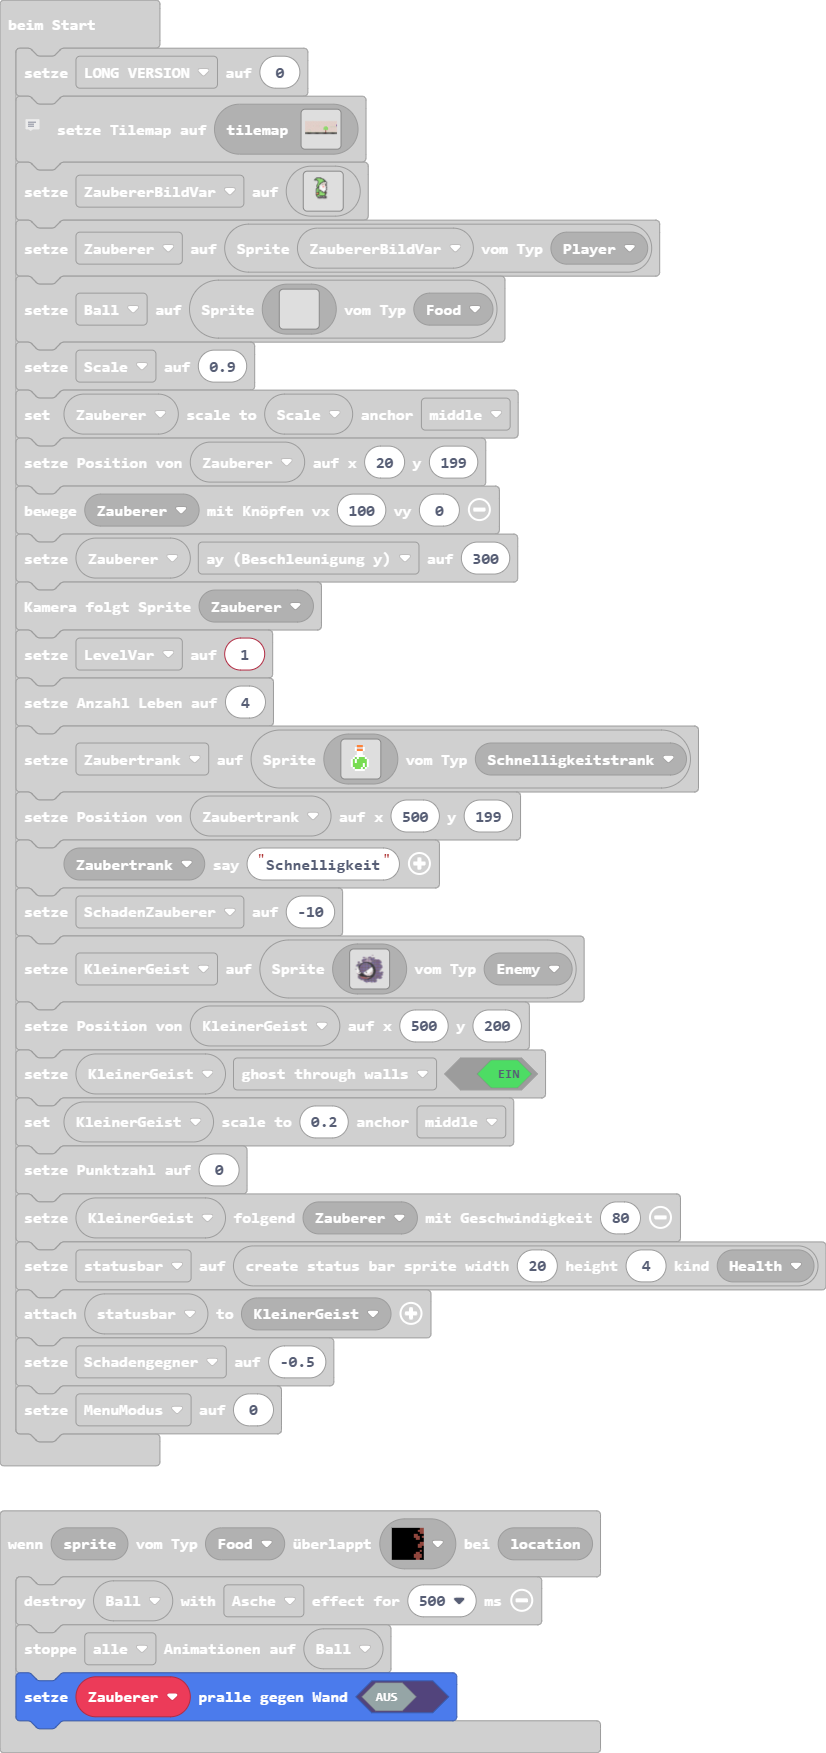 beim Start
setze LONG VERSION auf 0
setze Tilemap auf tilemap
setze ZaubererBildVar auf
setze Zauberer auf Sprite ZaubererBildVar vom Typ Player
setze Ball auf Sprite vom Typ Food
setze Scale auf 0.9
set Zauberer scale to Scale anchor middle
setze Position von Zauberer auf x 20 y 199
bewege Zauberer mit Knöpfen vx 100 vy 0
setze Zauberer ay (Beschleunigung y) auf 300
Kamera folgt Sprite Zauberer
setze LevelVar auf 1
setze Anzahl Leben auf 4
setze Zaubertrank auf Sprite vom Typ Schnelligkeitstrank
setze Position von Zaubertrank auf x 500 y 199
Zaubertrank say "Schnelligkeit"
setze SchadenZauberer auf -10
setze KleinerGeist auf Sprite vom Typ Enemy
setze Position von KleinerGeist auf x 500 y 200
setze KleinerGeist ghost through walls EIN
set KleinerGeist scale to 0.2 anchor middle
setze Punktzahl auf 0
setze KleinerGeist folgend Zauberer mit Geschwindigkeit 80
setze statusbar auf create status bar sprite width 20 height 4 kind Health
attach statusbar to KleinerGeist
setze Schadengegner auf -0.5
setze MenuModus auf 0
wenn sprite vom Typ Food überlappt bei location
destroy Ball with Asche effect for 500 ms
stoppe alle Animationen auf Ball
setze Zauberer pralle gegen Wand AUS